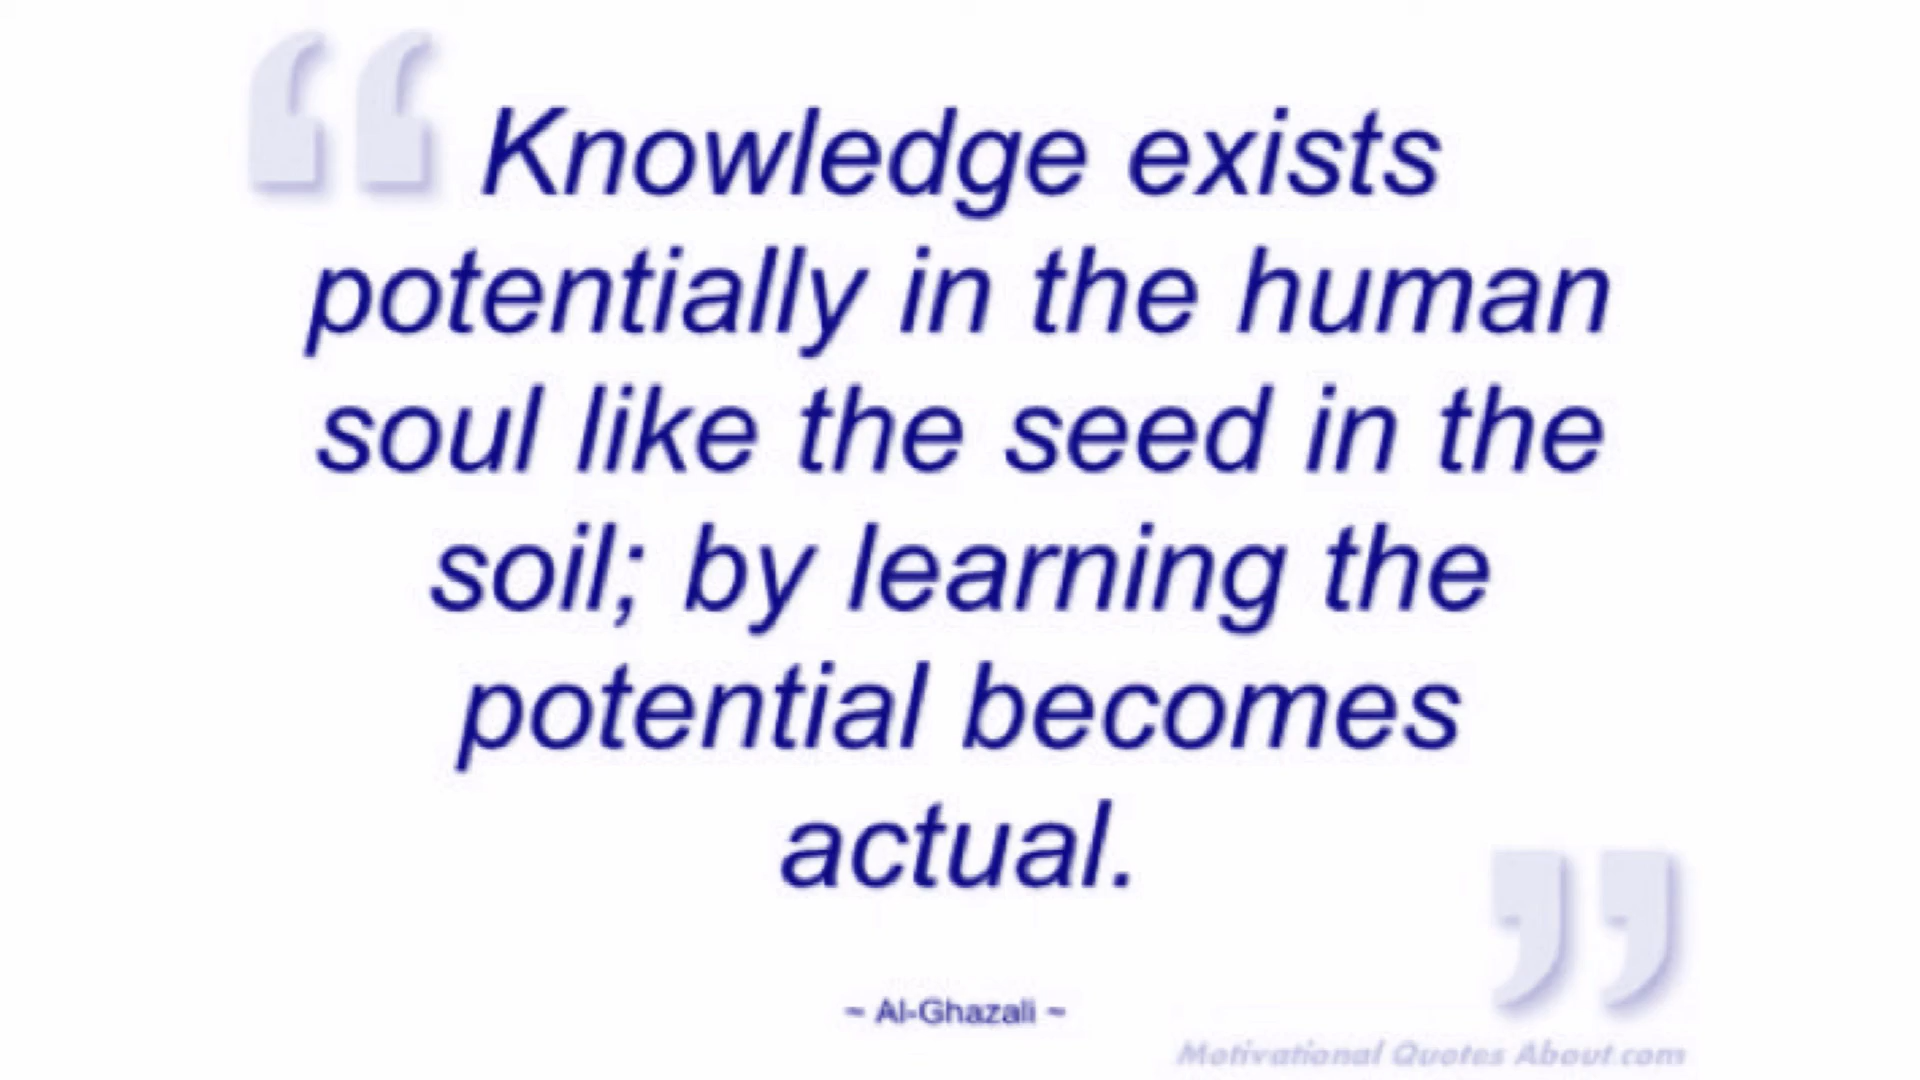 “ Knowledge exists
potentially in the human
soul like the seed in the
soil; by learning the
potential becomes
actual. ”
~ Al-Ghazali ~
Motivational Quotes About.com